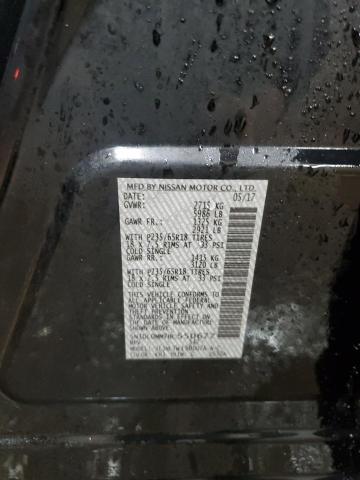 MFD BY NISSAN MOTOR CO., LTD.
DATE: 05/17
GVWR: 2715 KG
5986 LB
GAWR FR.: 1325 KG
2921 LB
WITH P235/65R18 TIRES
18 X 7.5 RIMS AT 33 PSI
COLD SINGLE
GAWR RR.: 1415 KG
3120 LB
WITH P235/65R18 TIRES
18 X 7.5 RIMS AT 33 PSI
COLD SINGLE
THIS VEHICLE CONFORMS TO
ALL APPLICABLE FEDERAL
MOTOR VEHICLE SAFETY AND
THEFT PREVENTION STANDARDS
IN EFFECT ON THE DATE OF
MANUFACTURE SHOWN
ABOVE.
MPV